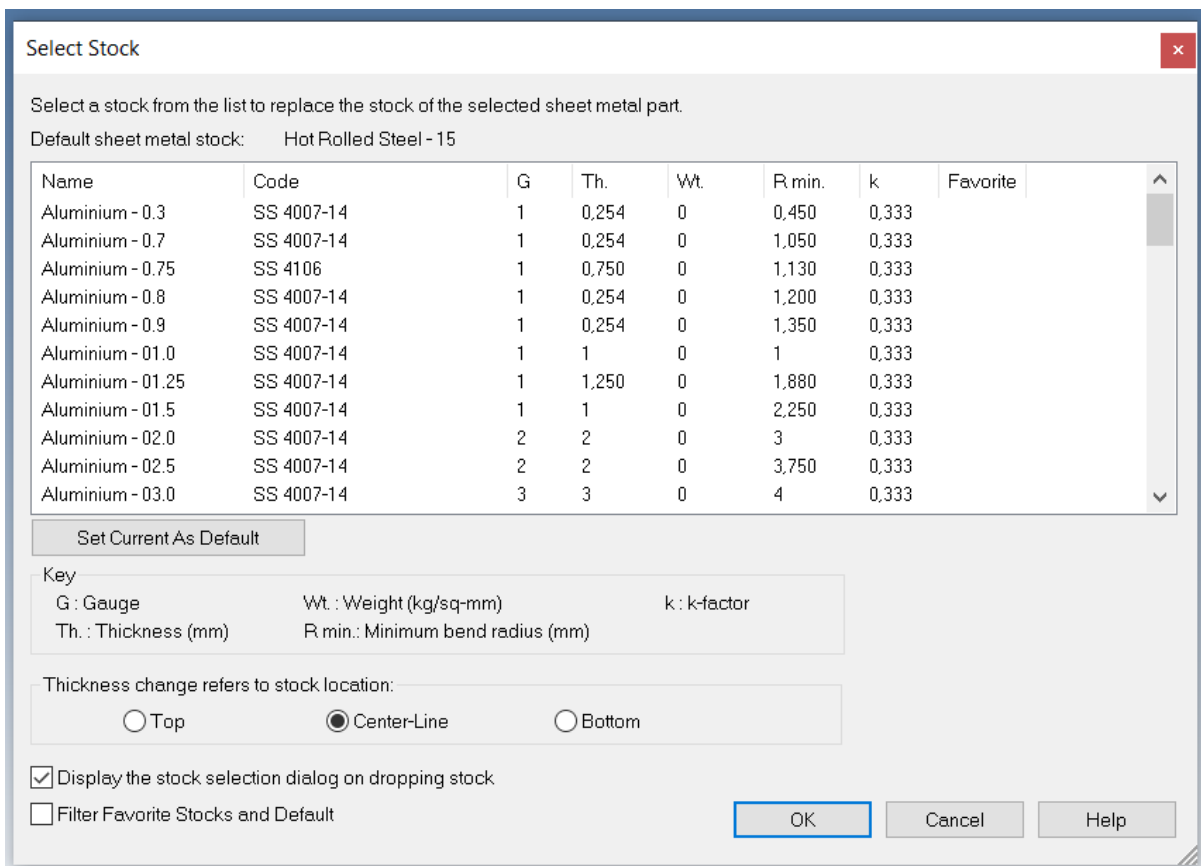 Select Stock
Select a stock from the list to replace the stock of the selected sheet metal part.
Default sheet metal stock: Hot Rolled Steel - 15
Name Code G Th. Wt. R min. k Favorite
Aluminium - 0.3 SS 4007-14 1 0,254 0 0,450 0,333
Aluminium - 0.7 SS 4007-14 1 0,254 0 1,050 0,333
Aluminium - 0.75 SS 4106 1 0,750 0 1,130 0,333
Aluminium - 0.8 SS 4007-14 1 0,254 0 1,200 0,333
Aluminium - 0.9 SS 4007-14 1 0,254 0 1,350 0,333
Aluminium - 01.0 SS 4007-14 1 1 0 1 0,333
Aluminium - 01.25 SS 4007-14 1 1,250 0 1,880 0,333
Aluminium - 01.5 SS 4007-14 1 1 0 2,250 0,333
Aluminium - 02.0 SS 4007-14 2 2 0 3 0,333
Aluminium - 02.5 SS 4007-14 2 2 0 3,750 0,333
Aluminium - 03.0 SS 4007-14 3 3 0 4 0,333
Set Current As Default
Key
G : Gauge Wt. : Weight (kg/sq-mm) k : k-factor
Th. : Thickness (mm) R min.: Minimum bend radius (mm)
Thickness change refers to stock location:
Top Center-Line Bottom
Display the stock selection dialog on dropping stock
Filter Favorite Stocks and Default
OK Cancel Help